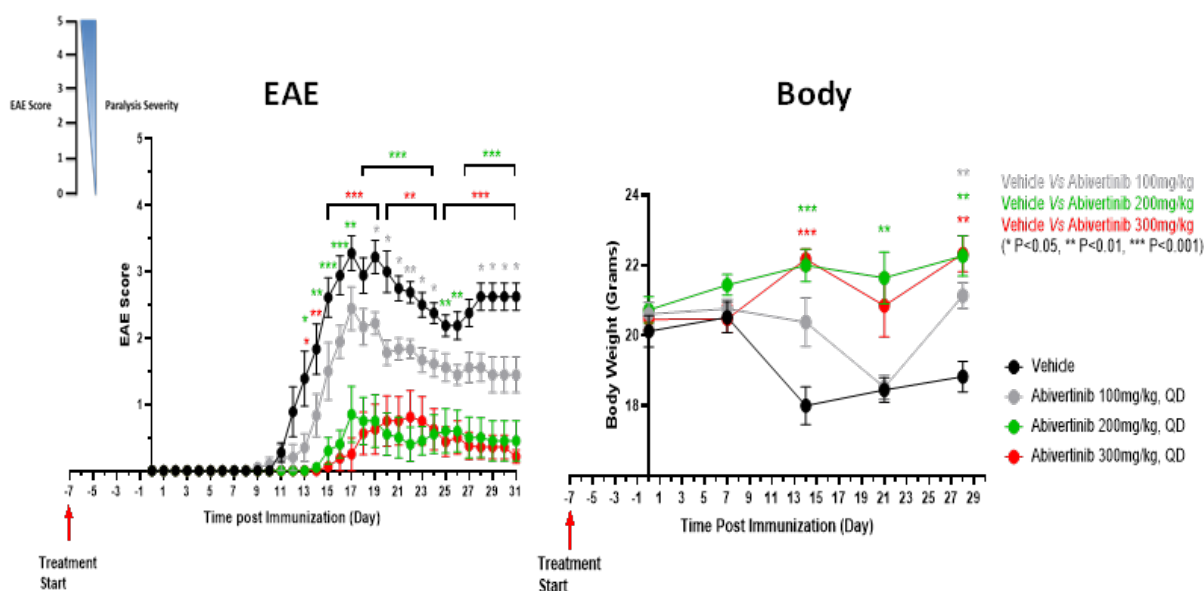 5
4
3
2
1
0
EAE Score
Paralysis Severity
EAE
5
4
3
2
1
EAE Score
***
***
***
**
***
**
***
***
**
**
*
**
*
*
*
*
**
*
*
**
**
*
*
*
*
-7 -5 -3 -1 1 3 5 7 9 11 13 15 17 19 21 23 25 27 29 31
Time post Immunization (Day)
Treatment
Start
Body
24
22
20
18
Body Weight (Grams)
***
***
**
**
**
**
-7 -5 -3 -1 1 3 5 7 9 11 13 15 17 19 21 23 25 27 29
Time Post Immunization (Day)
Treatment
Start
Vehicle Vs Abivertinib 100mg/kg
Vehicle Vs Abivertinib 200mg/kg
Vehicle Vs Abivertinib 300mg/kg
(* P<0.05, ** P<0.01, *** P<0.001)
Vehicle
Abivertinib 100mg/kg, QD
Abivertinib 200mg/kg, QD
Abivertinib 300mg/kg, QD